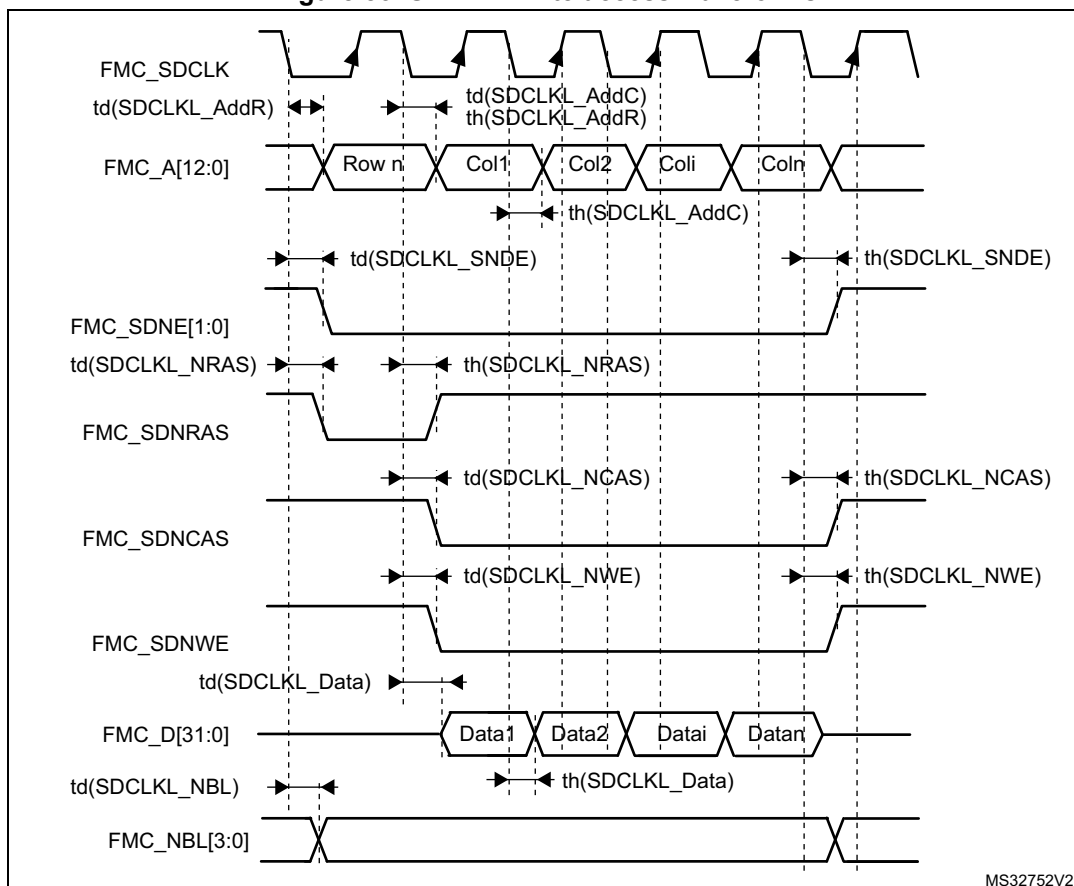 FMC_SDCLK
td(SDCLKL_AddR)
td(SDCLKL_AddC)
th(SDCLKL_AddR)
FMC_A[12:0]
Row n
Col1
Col2
Coli
Coln
th(SDCLKL_AddC)
td(SDCLKL_SNDE)
th(SDCLKL_SNDE)
FMC_SDNE[1:0]
td(SDCLKL_NRAS)
th(SDCLKL_NRAS)
FMC_SDNRAS
td(SDCLKL_NCAS)
th(SDCLKL_NCAS)
FMC_SDNCAS
td(SDCLKL_NWE)
th(SDCLKL_NWE)
FMC_SDNWE
td(SDCLKL_Data)
FMC_D[31:0]
Data1
Data2
Datai
Datan
td(SDCLKL_NBL)
th(SDCLKL_Data)
FMC_NBL[3:0]
MS32752V2